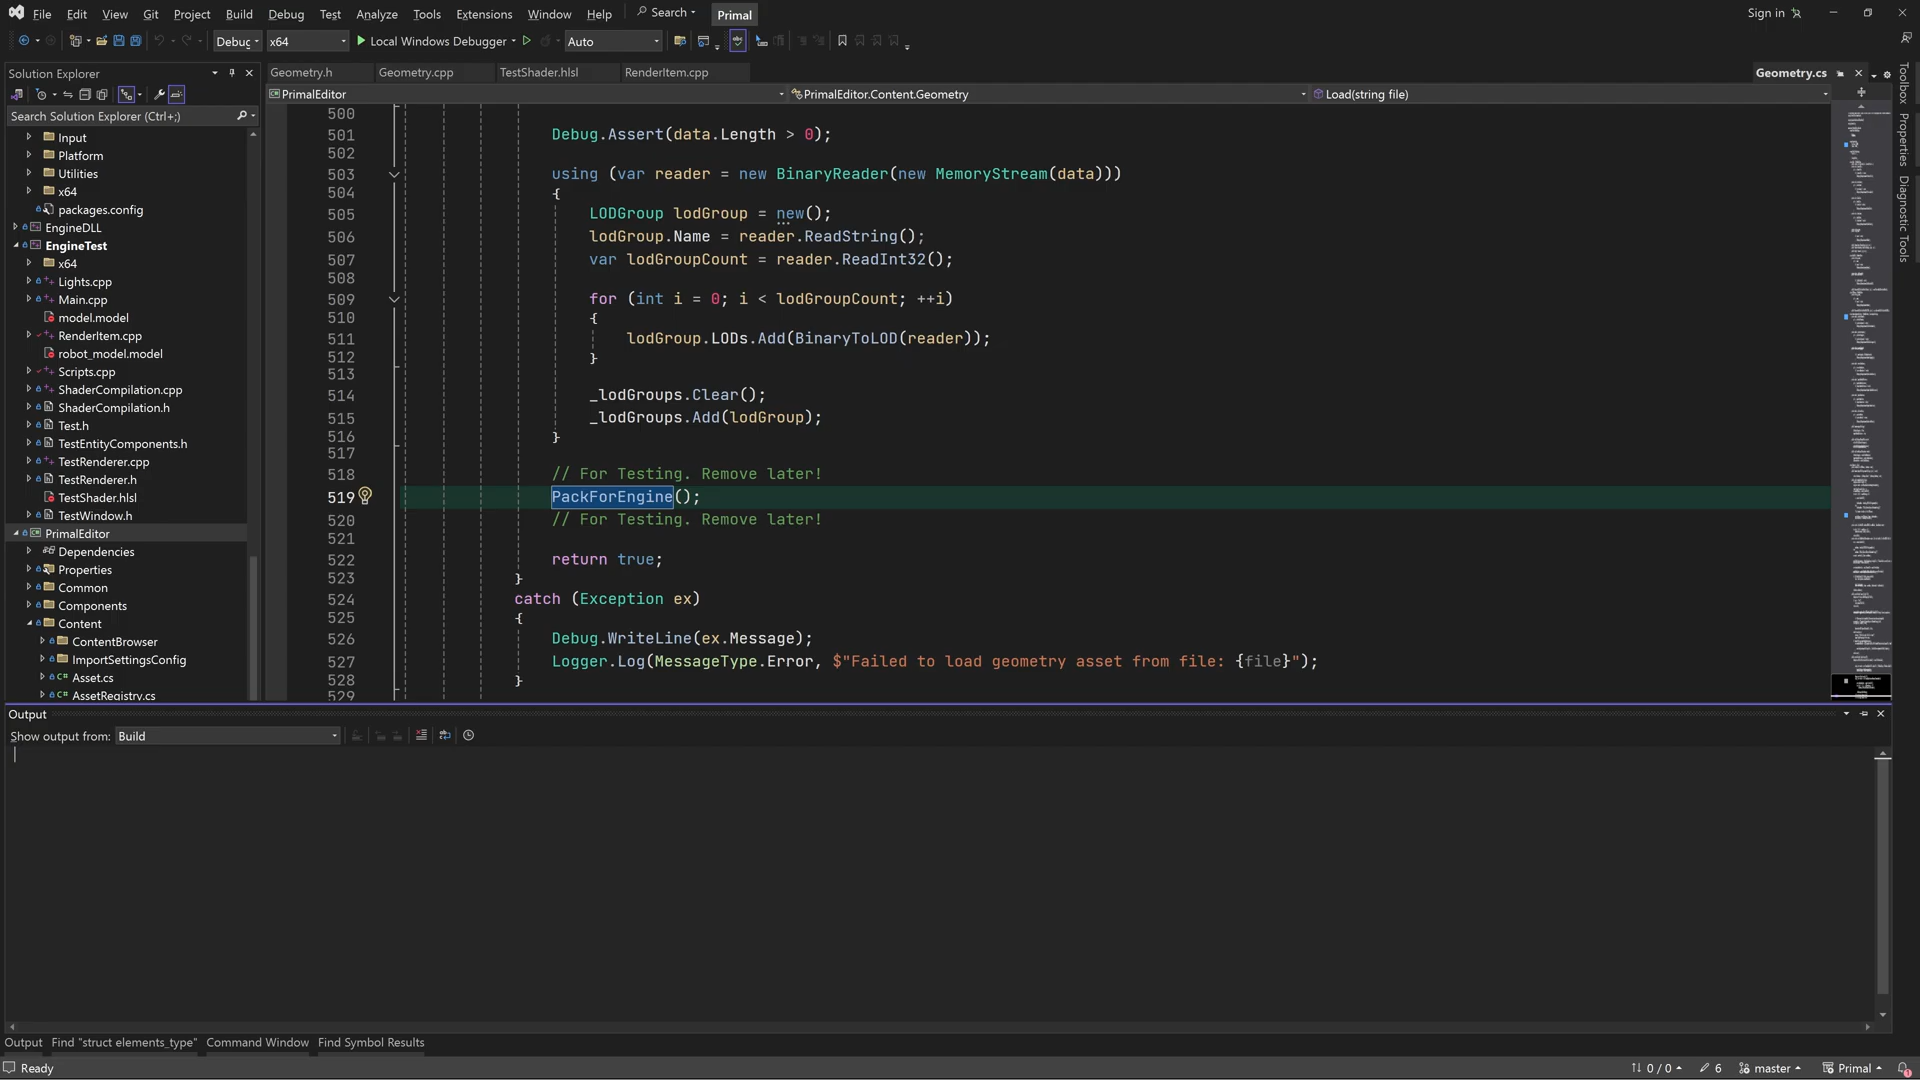 File Edit View Git Project Build Debug Test Analyze Tools Extensions Window Help Search Primal Sign in
Debug x64 Local Windows Debugger Auto
Solution Explorer
Search Solution Explorer (Ctrl+;)
Input
Platform
Utilities
x64
packages.config
EngineDLL
EngineTest
x64
Lights.cpp
Main.cpp
model.model
RenderItem.cpp
robot_model.model
Scripts.cpp
ShaderCompilation.cpp
ShaderCompilation.h
Test.h
TestEntityComponents.h
TestRenderer.cpp
TestRenderer.h
TestShader.hlsl
TestWindow.h
PrimalEditor
Dependencies
Properties
Common
Components
Content
ContentBrowser
ImportSettingsConfig
Asset.cs
AssetRegistry.cs
Geometry.h Geometry.cpp TestShader.hlsl RenderItem.cpp Geometry.cs
PrimalEditor PrimalEditor.Content.Geometry Load(string file)
500
501 Debug.Assert(data.Length > 0);
502
503 using (var reader = new BinaryReader(new MemoryStream(data)))
504 {
505 LODGroup lodGroup = new();
506 lodGroup.Name = reader.ReadString();
507 var lodGroupCount = reader.ReadInt32();
508
509 for (int i = 0; i < lodGroupCount; ++i)
510 {
511 lodGroup.LODs.Add(BinaryToLOD(reader));
512 }
513
514 _lodGroups.Clear();
515 _lodGroups.Add(lodGroup);
516 }
517
518 // For Testing. Remove later!
519 PackForEngine();
520 // For Testing. Remove later!
521
522 return true;
523 }
524 catch (Exception ex)
525 {
526 Debug.WriteLine(ex.Message);
527 Logger.Log(MessageType.Error, $"Failed to load geometry asset from file: {file}");
528 }
529
Toolbox
Properties
Diagnostic Tools
Output
Show output from: Build
Output Find "struct elements_type" Command Window Find Symbol Results
Ready 0 / 0 6 master Primal 1